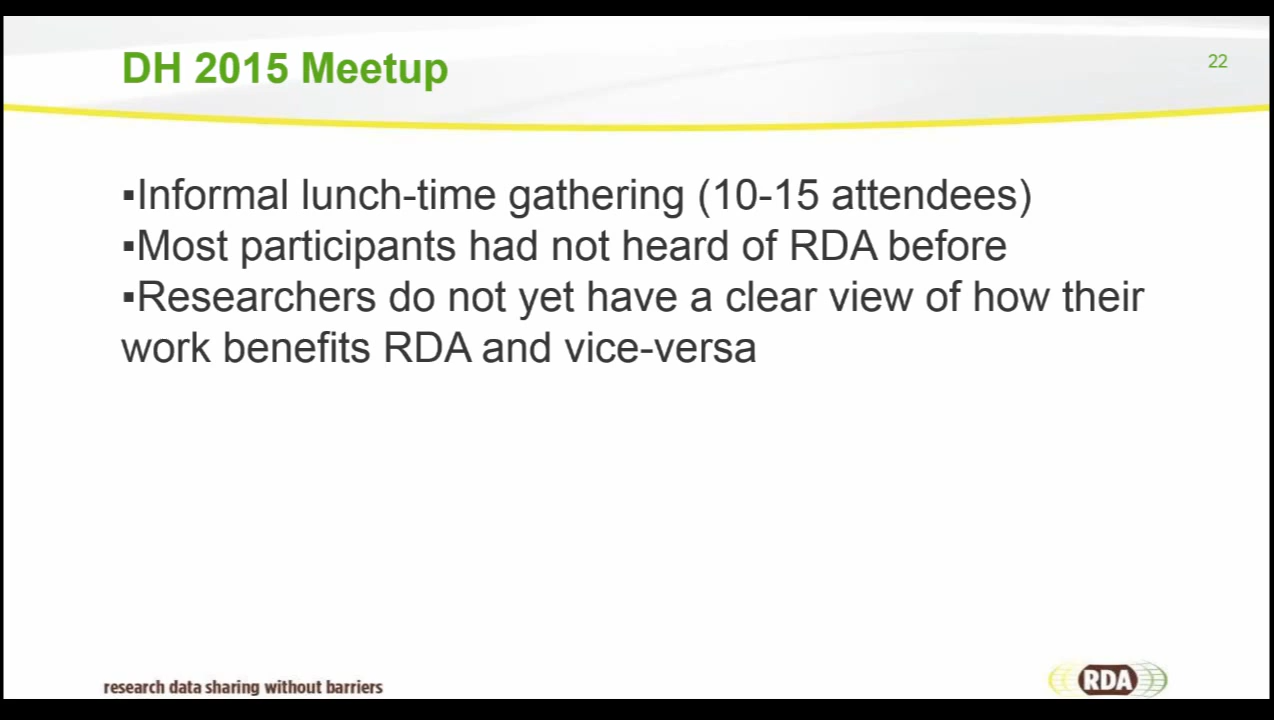 DH 2015 Meetup
22
▪Informal lunch-time gathering (10-15 attendees)
▪Most participants had not heard of RDA before
▪Researchers do not yet have a clear view of how their
work benefits RDA and vice-versa
research data sharing without barriers
RDA